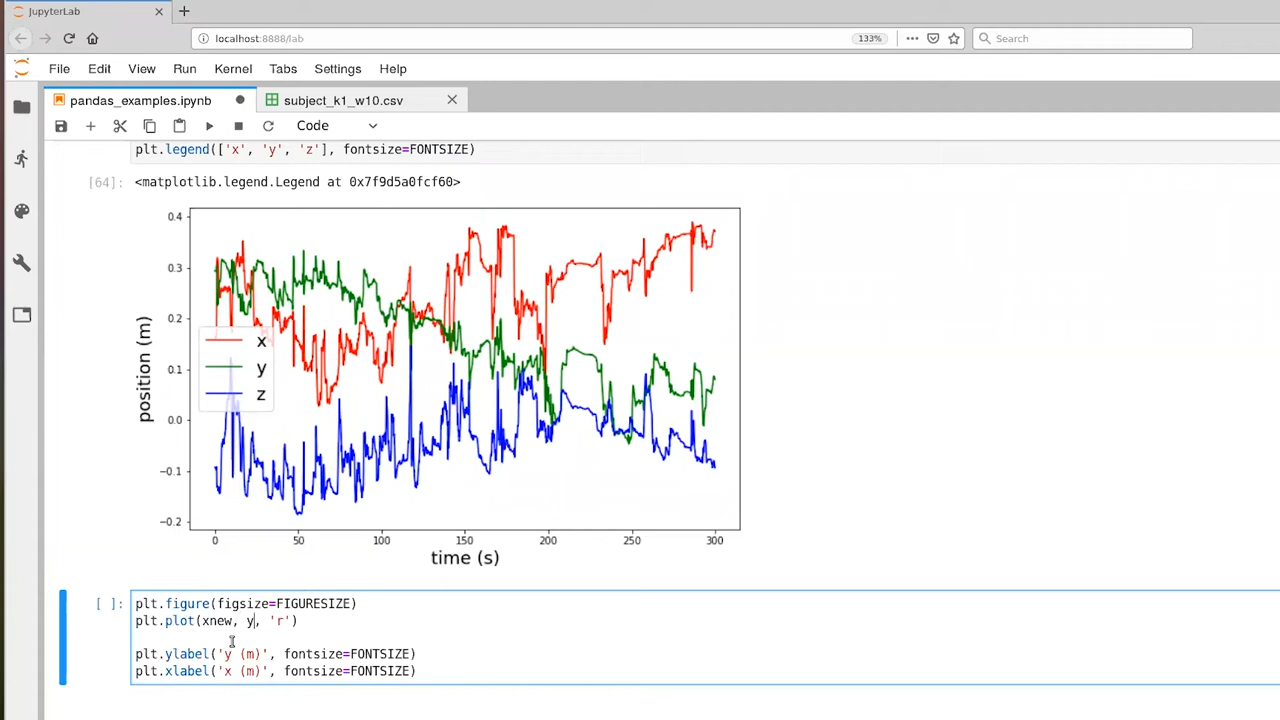 JupyterLab
localhost:8888/lab
133%
Search
File Edit View Run Kernel Tabs Settings Help
pandas_examples.ipynb
subject_k1_w10.csv
Code
plt.legend(['x', 'y', 'z'], fontsize=FONTSIZE)
[64]: <matplotlib.legend.Legend at 0x7f9d5a0fcf60>
0.4
0.3
0.2
0.1
0.0
−0.1
−0.2
position (m)
x
y
z
0 50 100 150 200 250 300
time (s)
[ ]: plt.figure(figsize=FIGURESIZE)
plt.plot(xnew, y, 'r')
plt.ylabel('y (m)', fontsize=FONTSIZE)
plt.xlabel('x (m)', fontsize=FONTSIZE)